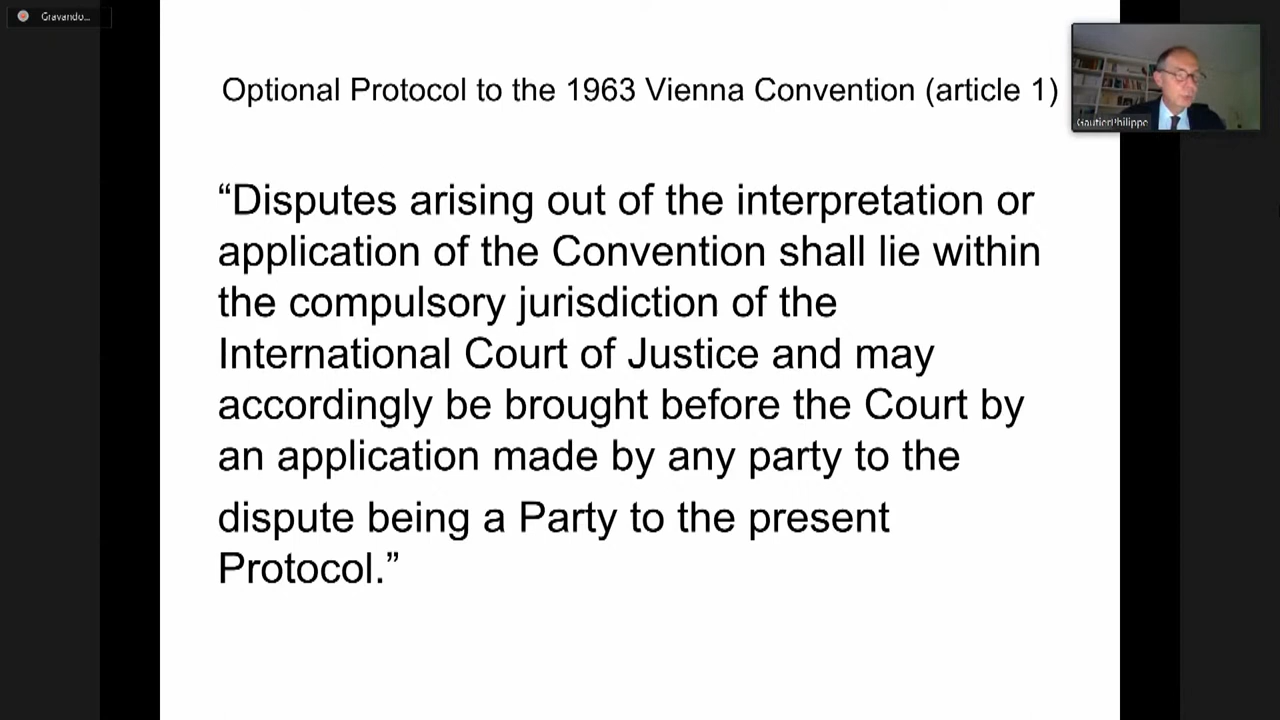 Gravando...
Optional Protocol to the 1963 Vienna Convention (article 1)
GautierPhilippe
“Disputes arising out of the interpretation or
application of the Convention shall lie within
the compulsory jurisdiction of the
International Court of Justice and may
accordingly be brought before the Court by
an application made by any party to the
dispute being a Party to the present
Protocol.”